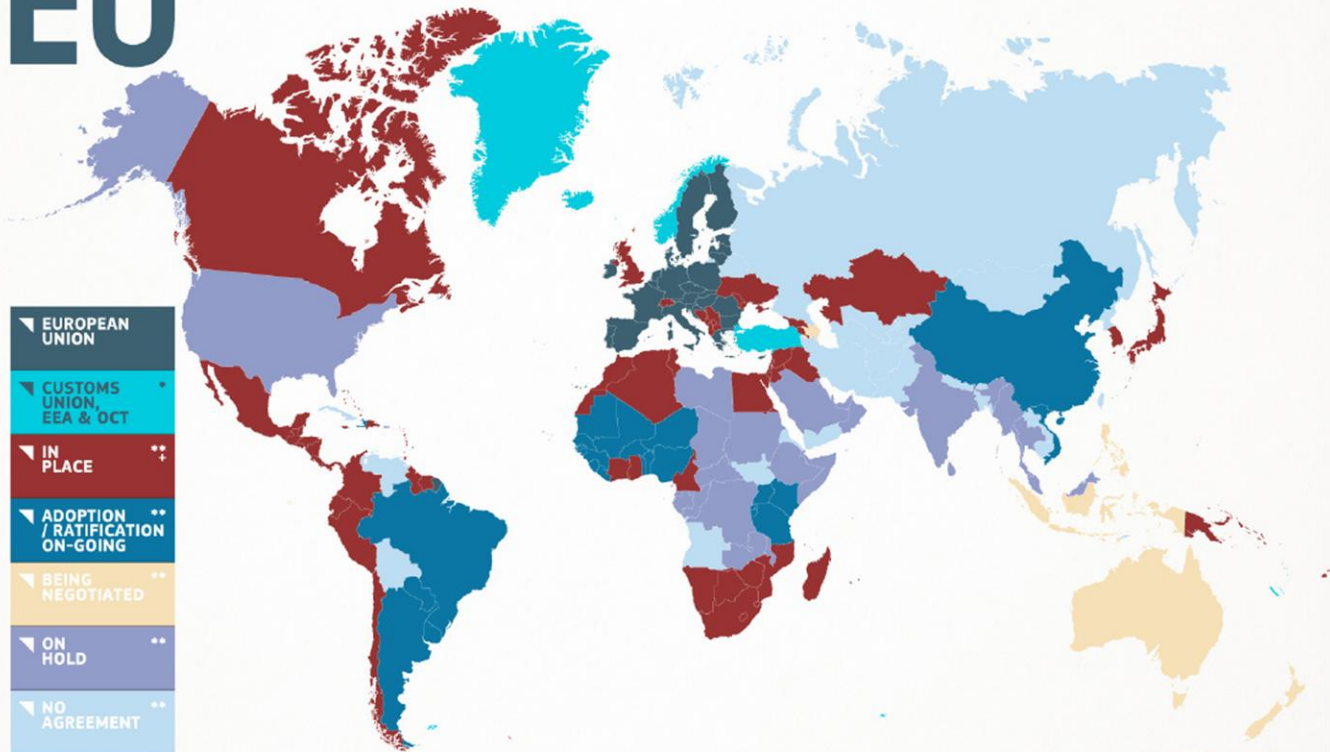 EU
EUROPEAN
UNION
CUSTOMS *
UNION,
EEA & OCT
IN **
PLACE +
ADOPTION **
/ RATIFICATION
ON-GOING
BEING **
NEGOTIATED
ON **
HOLD
NO **
AGREEMENT